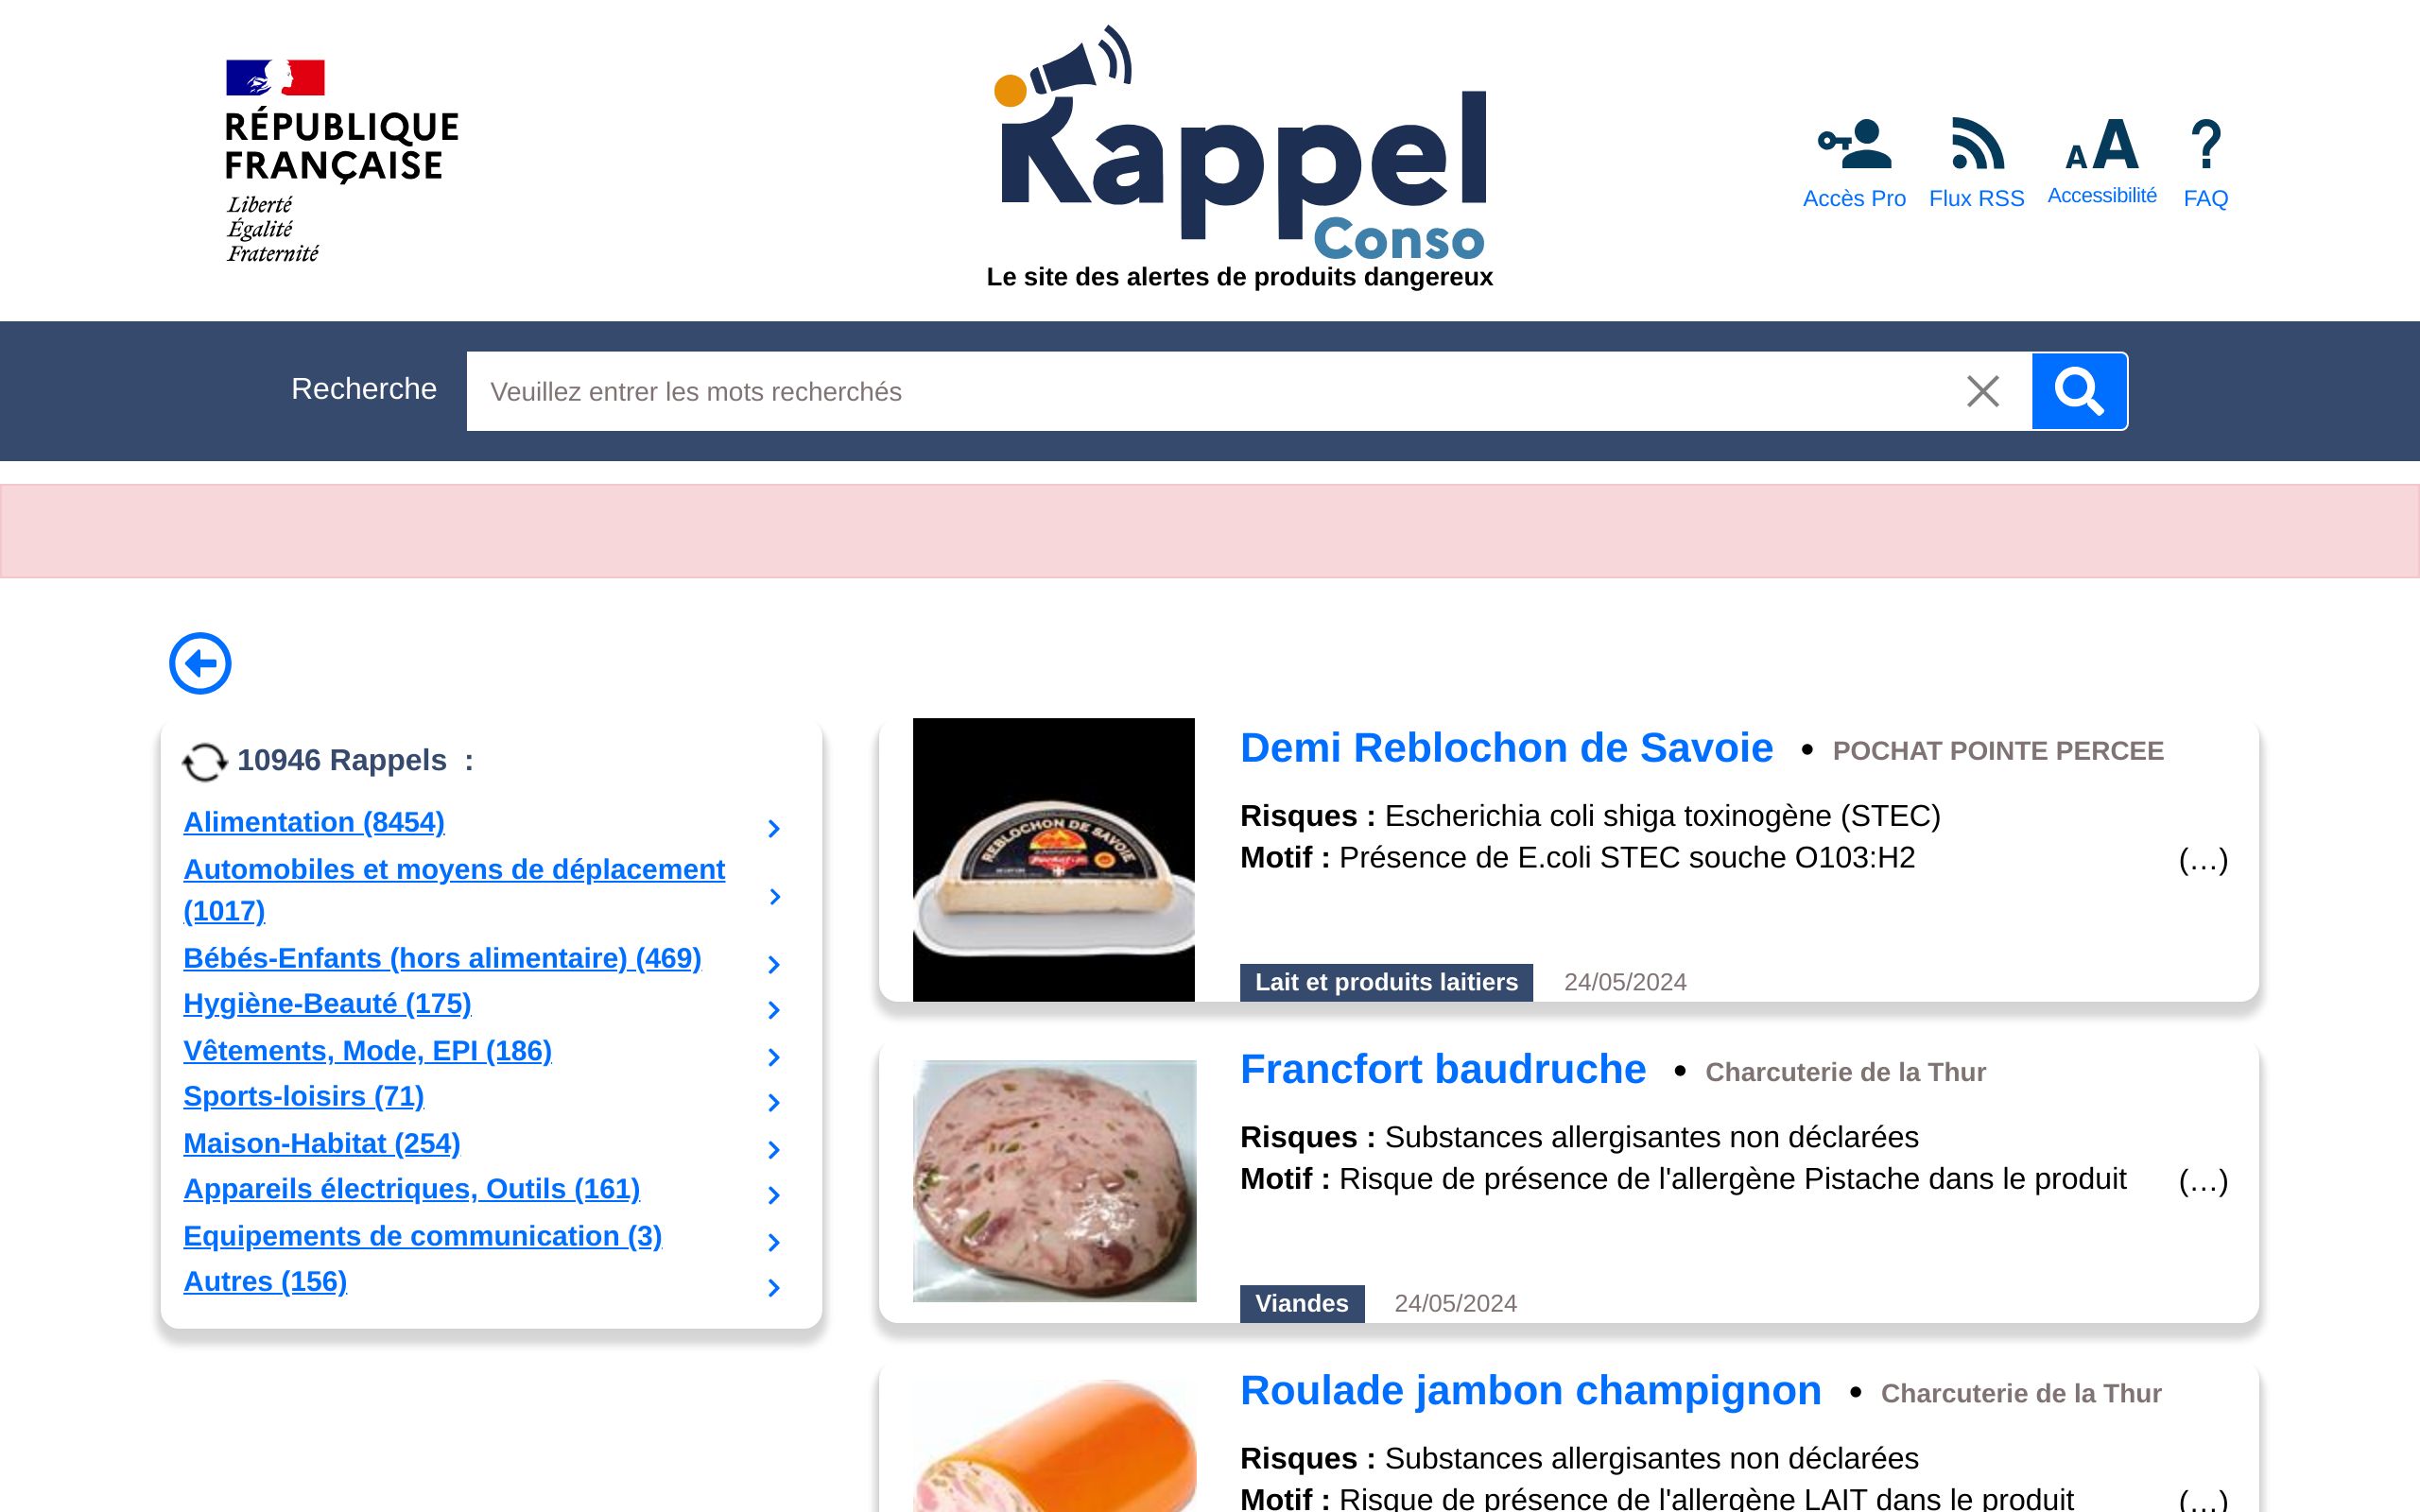 RÉPUBLIQUE
FRANÇAISE
Liberté
Égalité
Fraternité
Rappel
Conso
Le site des alertes de produits dangereux
Accès Pro
Flux RSS
AA
Accessibilité
?
FAQ
Recherche
Veuillez entrer les mots recherchés
10946 Rappels :
Alimentation (8454)
Automobiles et moyens de déplacement
(1017)
Bébés-Enfants (hors alimentaire) (469)
Hygiène-Beauté (175)
Vêtements, Mode, EPI (186)
Sports-loisirs (71)
Maison-Habitat (254)
Appareils électriques, Outils (161)
Equipements de communication (3)
Autres (156)
REBLOCHON DE SAVOIE
Pochat
Demi Reblochon de Savoie • POCHAT POINTE PERCEE
Risques : Escherichia coli shiga toxinogène (STEC)
Motif : Présence de E.coli STEC souche O103:H2 (…)
Lait et produits laitiers 24/05/2024
Francfort baudruche • Charcuterie de la Thur
Risques : Substances allergisantes non déclarées
Motif : Risque de présence de l'allergène Pistache dans le produit (…)
Viandes 24/05/2024
Roulade jambon champignon • Charcuterie de la Thur
Risques : Substances allergisantes non déclarées
Motif : Risque de présence de l'allergène LAIT dans le produit (…)